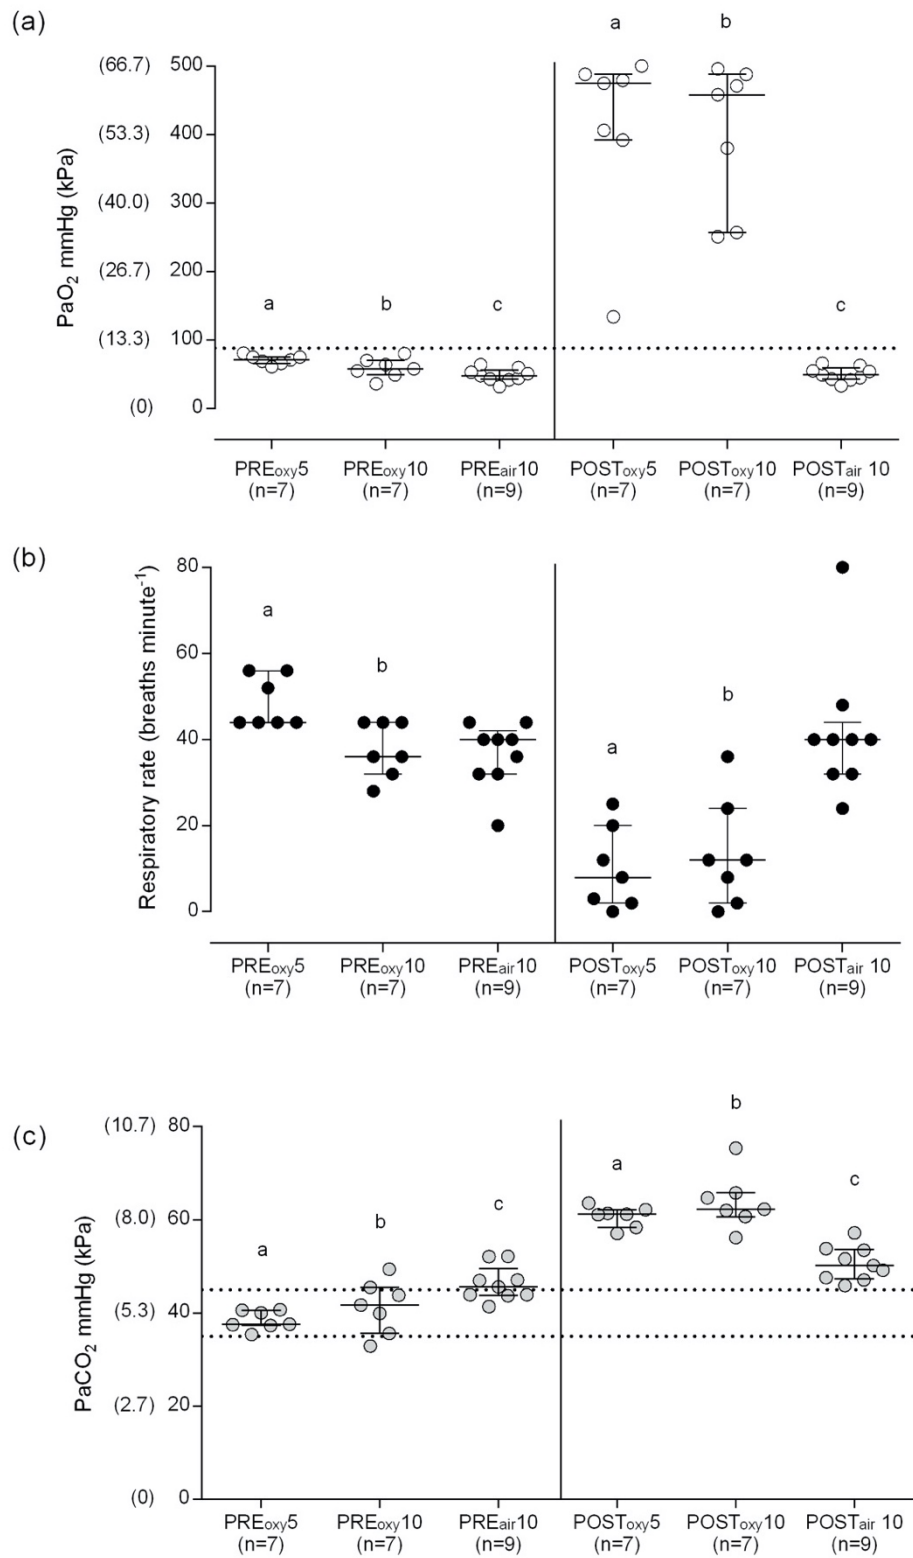 (a)
PaO₂ mmHg (kPa)
(66.7) 500
(53.3) 400
(40.0) 300
(26.7) 200
(13.3) 100
(0) 0
a b c a b c
PREoxy5 PREoxy10 PREair10 POSToxy5 POSToxy10 POSTair 10
(n=7) (n=7) (n=9) (n=7) (n=7) (n=9)
(b)
Respiratory rate (breaths minute⁻¹)
80
60
40
20
0
a b a b
PREoxy5 PREoxy10 PREair10 POSToxy5 POSToxy10 POSTair 10
(n=7) (n=7) (n=9) (n=7) (n=7) (n=9)
(c)
PaCO₂ mmHg (kPa)
(10.7) 80
(8.0) 60
(5.3) 40
(2.7) 20
(0) 0
a b c a b c
PREoxy5 PREoxy10 PREair10 POSToxy5 POSToxy10 POSTair 10
(n=7) (n=7) (n=9) (n=7) (n=7) (n=9)